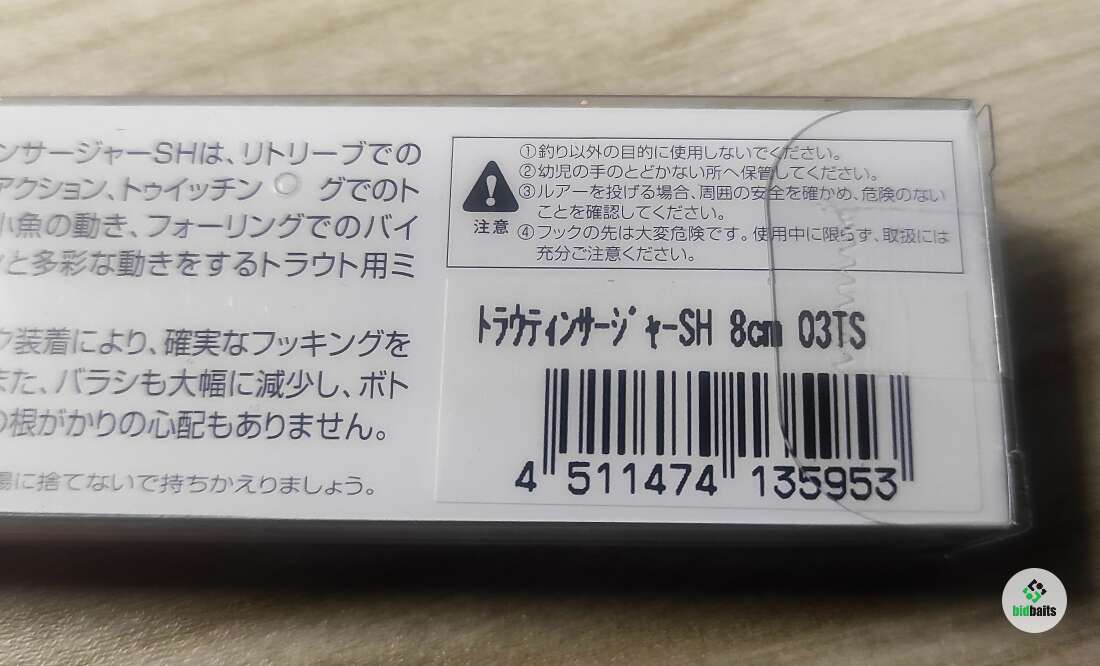 ンサージャーSHは、リトリーブでの
アクション、トゥイッチン グでのト
小魚の動き、フォーリングでのバイ
ンと多彩な動きをするトラウト用ミ
ク装着により、確実なフッキングを
また、バラシも大幅に減少し、ボト
の根がかりの心配もありません。
場に捨てないで持ちかえりましょう。
注意
①釣り以外の目的に使用しないでください。
②幼児の手のとどかない所へ保管してください。
③ルアーを投げる場合、周囲の安全を確かめ、危険のない
ことを確認してください。
④フックの先は大変危険です。使用中に限らず、取扱には
充分ご注意ください。
トラウティンサージャーSH 8cm 03TS
4 511474 135953
bidbaits